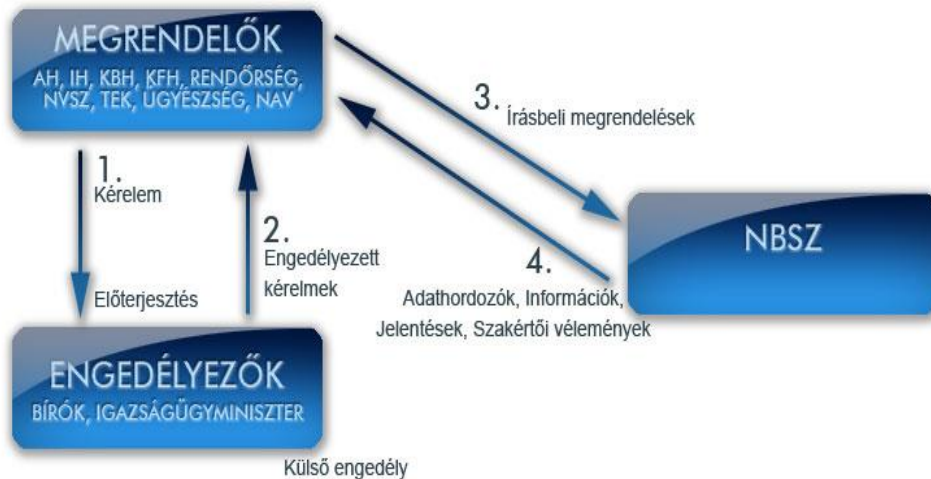 MEGRENDELŐK
AH, IH, KBH, KFH, RENDŐRSÉG,
NVSZ, TEK, ÜGYÉSZSÉG, NAV
3.
Írásbeli megrendelések
1.
Kérelem
2.
Engedélyezett
kérelmek
Előterjesztés
NBSZ
4.
Adathordozók, Információk,
Jelentések, Szakértői vélemények
ENGEDÉLYEZŐK
BÍRÓK, IGAZSÁGÜGYMINISZTER
Külső engedély